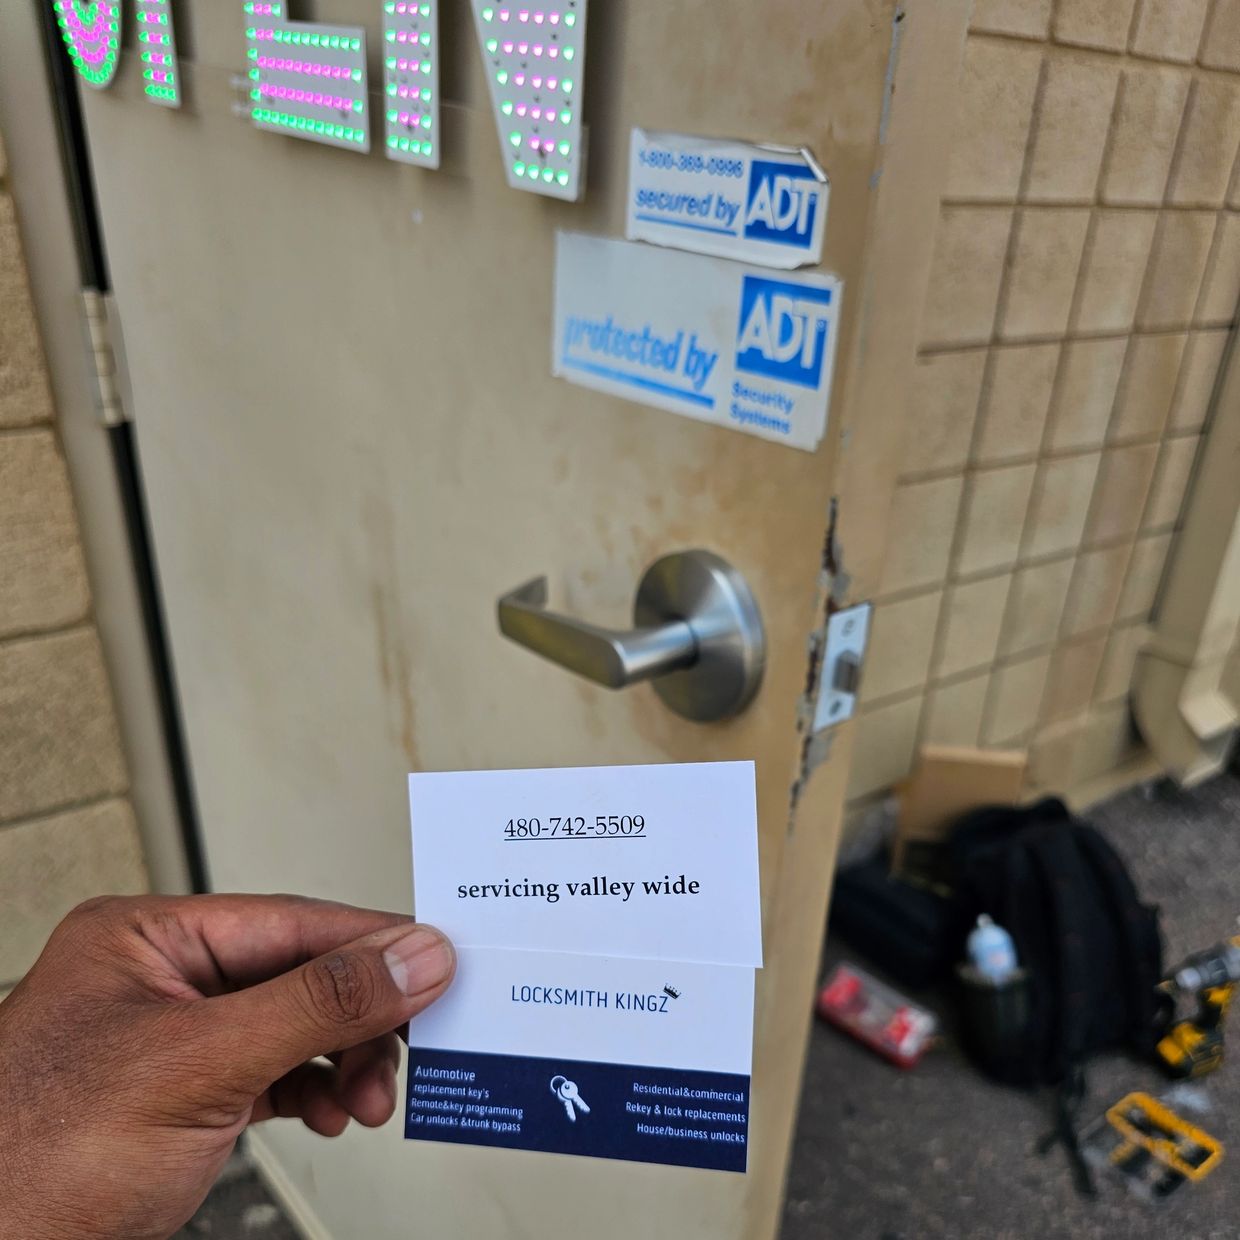 1-800-369-0996
secured by
ADT
protected by
ADT
Security
Systems
480-742-5509
servicing valley wide
LOCKSMITH KINGZ
Automotive
replacement key's
Remote&key programming
Car unlocks &trunk bypass
Residential&commercial
Rekey & lock replacements
House/business unlocks